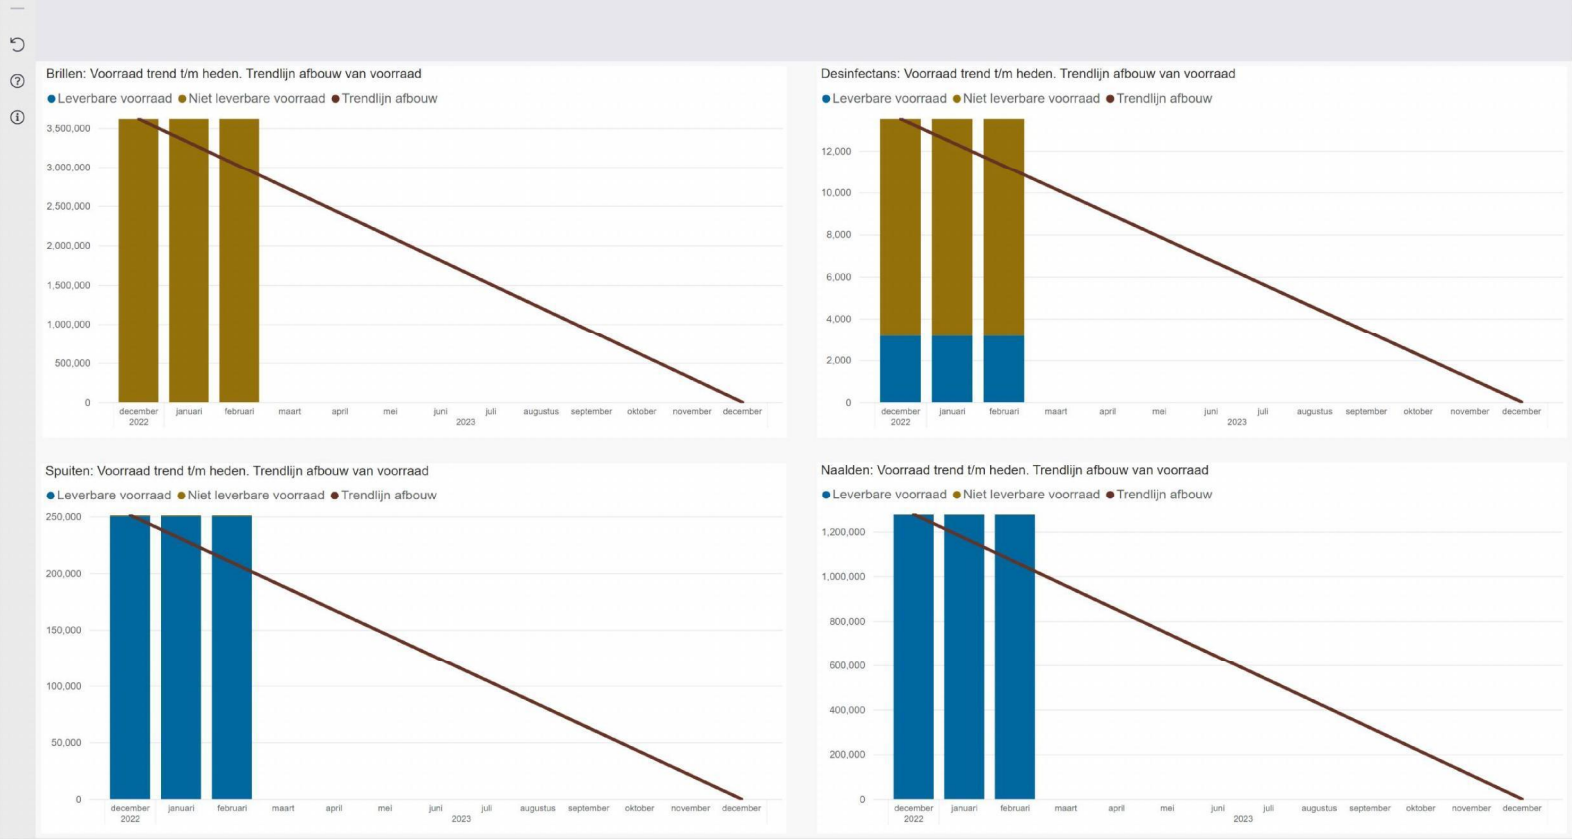 Brillen: Voorraad trend t/m heden. Trendlijn afbouw van voorraad
Leverbare voorraad Niet leverbare voorraad Trendlijn afbouw
3,500,000
3,000,000
2,500,000
2,000,000
1,500,000
1,000,000
500,000
0
december januari februari maart april mei juni juli augustus september oktober november december
2022 2023
Desinfectans: Voorraad trend t/m heden. Trendlijn afbouw van voorraad
Leverbare voorraad Niet leverbare voorraad Trendlijn afbouw
12,000
10,000
8,000
6,000
4,000
2,000
0
december januari februari maart april mei juni juli augustus september oktober november december
2022 2023
Spuiten: Voorraad trend t/m heden. Trendlijn afbouw van voorraad
Leverbare voorraad Niet leverbare voorraad Trendlijn afbouw
250,000
200,000
150,000
100,000
50,000
0
december januari februari maart april mei juni juli augustus september oktober november december
2022 2023
Naalden: Voorraad trend t/m heden. Trendlijn afbouw van voorraad
Leverbare voorraad Niet leverbare voorraad Trendlijn afbouw
1,200,000
1,000,000
800,000
600,000
400,000
200,000
0
december januari februari maart april mei juni juli augustus september oktober november december
2022 2023